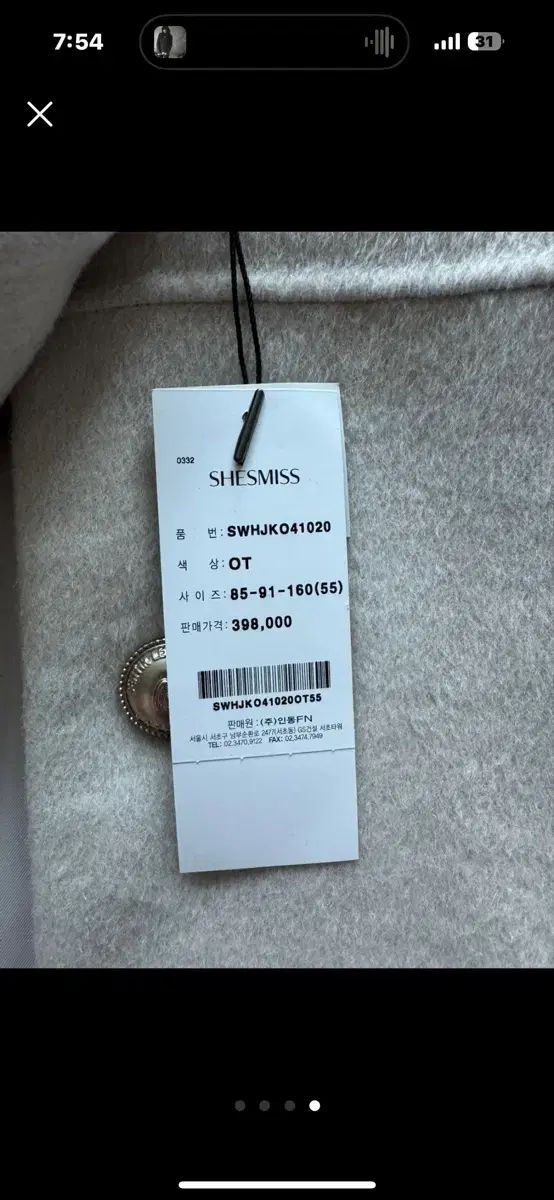 7:54
31
0332
SHESMISS
품 번: SWHJKO41020
색 상: OT
사 이 즈: 85-91-160(55)
판매가격: 398,000
SWHJKO41020OT55
판매원 : (주)인동FN
서울시 서초구 남부순환로 2477(서초동) GS건설 서초타워
TEL: 02.3470.9122 FAX: 02.3474.7949